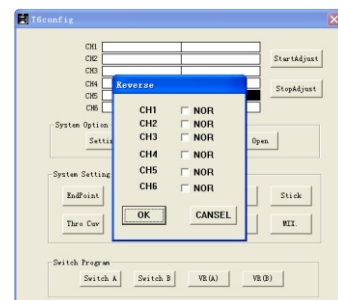 T6config
CH1
CH2
CH3
CH4
CH5
CH6
StartAdjust
StopAdjust
Reverse
CH1 NOR
CH2 NOR
CH3 NOR
CH4 NOR
CH5 NOR
CH6 NOR
OK CANSEL
System Option
Settin
Open
System Setting
EndPoint
Stick
Thro Cuv
MIX.
Switch Program
Switch A Switch B VR(A) VR(B)